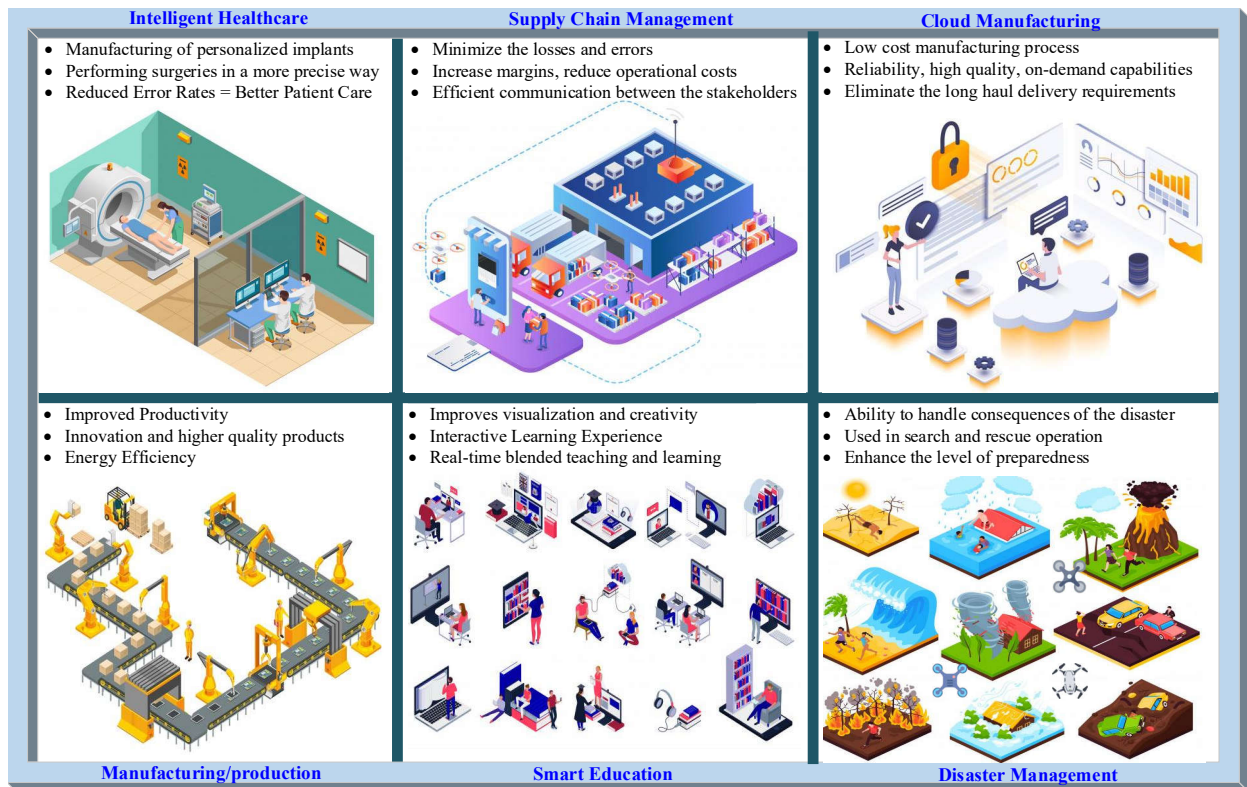 Intelligent Healthcare
Supply Chain Management
Cloud Manufacturing
• Manufacturing of personalized implants
• Performing surgeries in a more precise way
• Reduced Error Rates = Better Patient Care
• Minimize the losses and errors
• Increase margins, reduce operational costs
• Efficient communication between the stakeholders
• Low cost manufacturing process
• Reliability, high quality, on-demand capabilities
• Eliminate the long haul delivery requirements
• Improved Productivity
• Innovation and higher quality products
• Energy Efficiency
• Improves visualization and creativity
• Interactive Learning Experience
• Real-time blended teaching and learning
• Ability to handle consequences of the disaster
• Used in search and rescue operation
• Enhance the level of preparedness
Manufacturing/production
Smart Education
Disaster Management